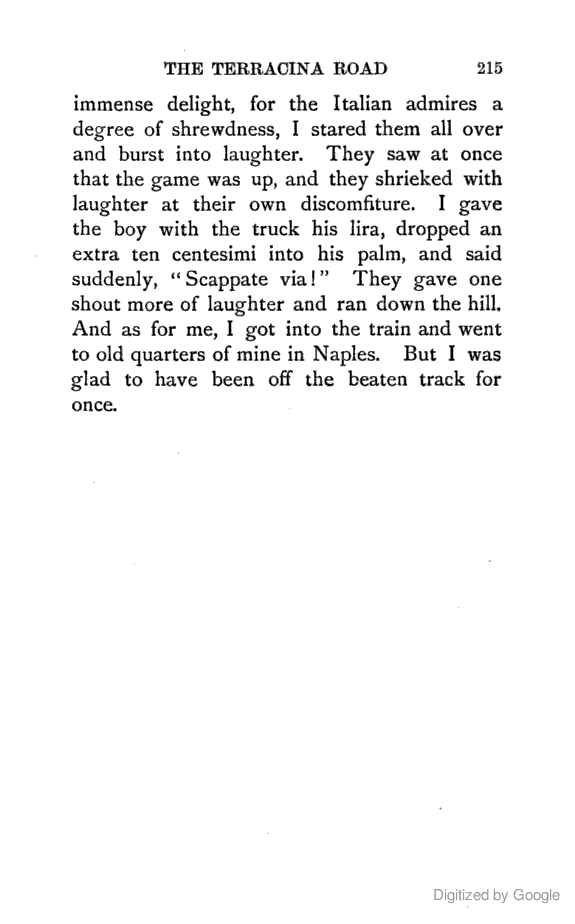 THE TERRACINA ROAD 215
immense delight, for the Italian admires a
degree of shrewdness, I stared them all over
and burst into laughter. They saw at once
that the game was up, and they shrieked with
laughter at their own discomfiture. I gave
the boy with the truck his lira, dropped an
extra ten centesimi into his palm, and said
suddenly, “Scappate via!” They gave one
shout more of laughter and ran down the hill.
And as for me, I got into the train and went
to old quarters of mine in Naples. But I was
glad to have been off the beaten track for
once.
Digitized by Google